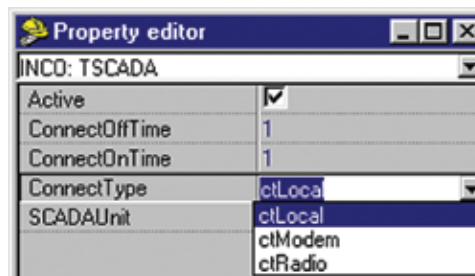 Property editor
INCO: TSCADA
Active
ConnectOffTime 1
ConnectOnTime 1
ConnectType ctLocal
SCADAUnit ctLocal
ctModem
ctRadio